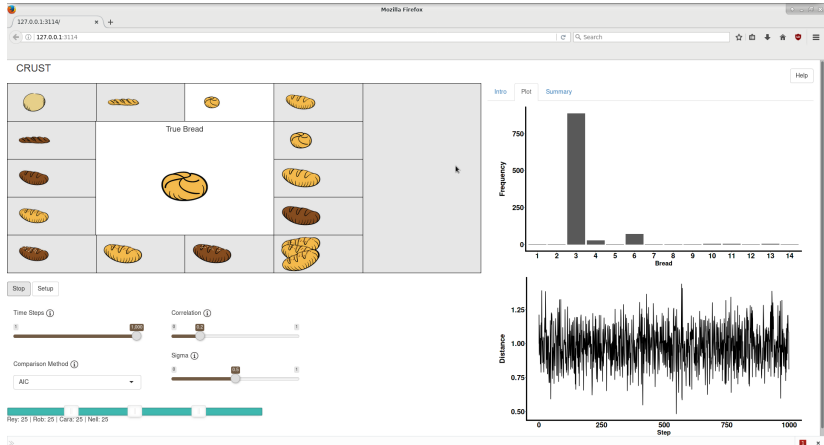 Mozilla Firefox
127.0.0.1:3114/
127.0.0.1:3114
Search
CRUST
Help
Intro Plot Summary
True Bread
Frequency
750
500
250
0
1 2 3 4 5 6 7 8 9 10 11 12 13 14
Bread
Stop Setup
Time Steps
1 1,000
Correlation
0 0.2 1
Sigma
0 0.5 1
Comparison Method
AIC
Rey: 25 | Rob: 25 | Cara: 25 | Neil: 25
Distance
1.25
1.00
0.75
0.50
0 250 500 750 1000
Step